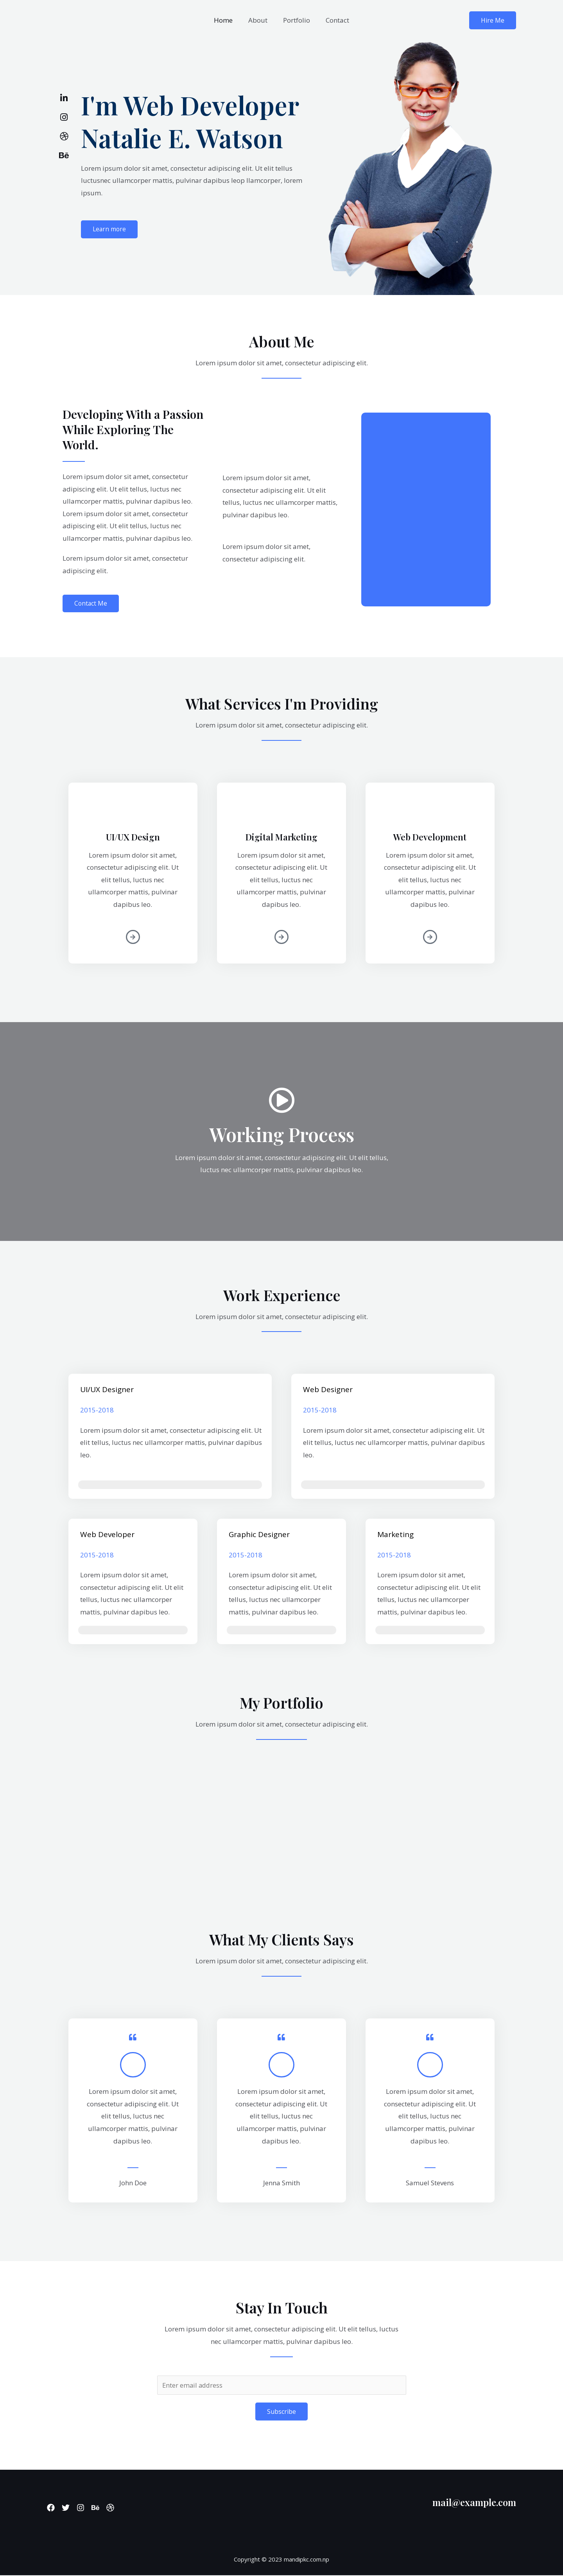 Home About Portfolio Contact
Hire Me
I'm Web Developer
Natalie E. Watson
Lorem ipsum dolor sit amet, consectetur adipiscing elit. Ut elit tellus
luctusnec ullamcorper mattis, pulvinar dapibus leop llamcorper, lorem
ipsum.
Learn more
About Me
Lorem ipsum dolor sit amet, consectetur adipiscing elit.
Developing With a Passion
While Exploring The
World.
Lorem ipsum dolor sit amet, consectetur
adipiscing elit. Ut elit tellus, luctus nec
ullamcorper mattis, pulvinar dapibus leo.
Lorem ipsum dolor sit amet, consectetur
adipiscing elit. Ut elit tellus, luctus nec
ullamcorper mattis, pulvinar dapibus leo.
Lorem ipsum dolor sit amet, consectetur
adipiscing elit.
Contact Me
Lorem ipsum dolor sit amet,
consectetur adipiscing elit. Ut elit
tellus, luctus nec ullamcorper mattis,
pulvinar dapibus leo.
Lorem ipsum dolor sit amet,
consectetur adipiscing elit.
What Services I'm Providing
Lorem ipsum dolor sit amet, consectetur adipiscing elit.
UI/UX Design
Lorem ipsum dolor sit amet,
consectetur adipiscing elit. Ut
elit tellus, luctus nec
ullamcorper mattis, pulvinar
dapibus leo.
Digital Marketing
Lorem ipsum dolor sit amet,
consectetur adipiscing elit. Ut
elit tellus, luctus nec
ullamcorper mattis, pulvinar
dapibus leo.
Web Development
Lorem ipsum dolor sit amet,
consectetur adipiscing elit. Ut
elit tellus, luctus nec
ullamcorper mattis, pulvinar
dapibus leo.
Working Process
Lorem ipsum dolor sit amet, consectetur adipiscing elit. Ut elit tellus,
luctus nec ullamcorper mattis, pulvinar dapibus leo.
Work Experience
Lorem ipsum dolor sit amet, consectetur adipiscing elit.
UI/UX Designer
2015-2018
Lorem ipsum dolor sit amet, consectetur adipiscing elit. Ut
elit tellus, luctus nec ullamcorper mattis, pulvinar dapibus
leo.
Web Designer
2015-2018
Lorem ipsum dolor sit amet, consectetur adipiscing elit. Ut
elit tellus, luctus nec ullamcorper mattis, pulvinar dapibus
leo.
Web Developer
2015-2018
Lorem ipsum dolor sit amet,
consectetur adipiscing elit. Ut elit
tellus, luctus nec ullamcorper
mattis, pulvinar dapibus leo.
Graphic Designer
2015-2018
Lorem ipsum dolor sit amet,
consectetur adipiscing elit. Ut elit
tellus, luctus nec ullamcorper
mattis, pulvinar dapibus leo.
Marketing
2015-2018
Lorem ipsum dolor sit amet,
consectetur adipiscing elit. Ut elit
tellus, luctus nec ullamcorper
mattis, pulvinar dapibus leo.
My Portfolio
Lorem ipsum dolor sit amet, consectetur adipiscing elit.
What My Clients Says
Lorem ipsum dolor sit amet, consectetur adipiscing elit.
Lorem ipsum dolor sit amet,
consectetur adipiscing elit. Ut
elit tellus, luctus nec
ullamcorper mattis, pulvinar
dapibus leo.
John Doe
Lorem ipsum dolor sit amet,
consectetur adipiscing elit. Ut
elit tellus, luctus nec
ullamcorper mattis, pulvinar
dapibus leo.
Jenna Smith
Lorem ipsum dolor sit amet,
consectetur adipiscing elit. Ut
elit tellus, luctus nec
ullamcorper mattis, pulvinar
dapibus leo.
Samuel Stevens
Stay In Touch
Lorem ipsum dolor sit amet, consectetur adipiscing elit. Ut elit tellus, luctus
nec ullamcorper mattis, pulvinar dapibus leo.
Enter email address
Subscribe
mail@example.com
Copyright © 2023 mandipkc.com.np